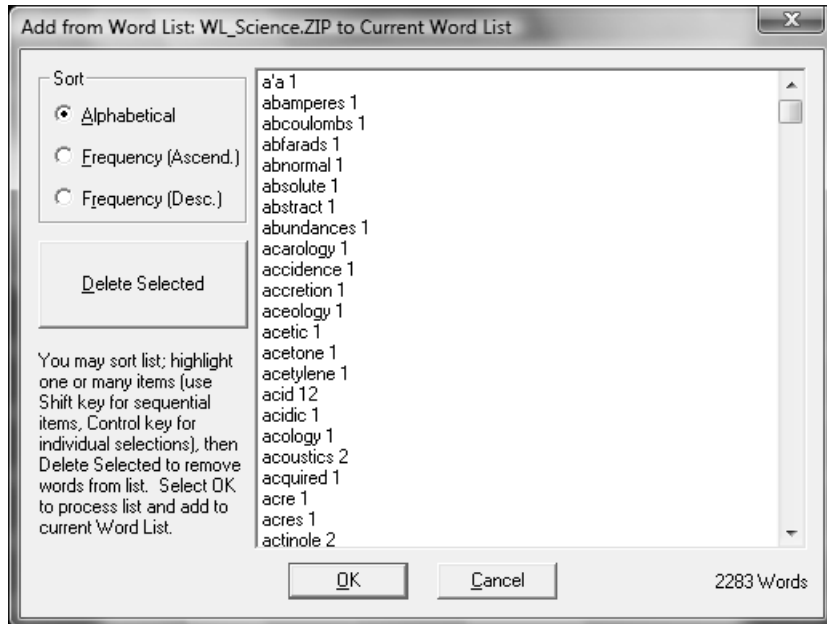 Add from Word List: WL_Science.ZIP to Current Word List
Sort
Alphabetical
Frequency (Ascend.)
Frequency (Desc.)
Delete Selected
You may sort list; highlight
one or many items (use
Shift key for sequential
items, Control key for
individual selections), then
Delete Selected to remove
words from list. Select OK
to process list and add to
current Word List.
a'a 1
abamperes 1
abcoulombs 1
abfarads 1
abnormal 1
absolute 1
abstract 1
abundances 1
acarology 1
accidence 1
accretion 1
aceology 1
acetic 1
acetone 1
acetylene 1
acid 12
acidic 1
acology 1
acoustics 2
acquired 1
acre 1
acres 1
actinole 2
OK
Cancel
2283 Words